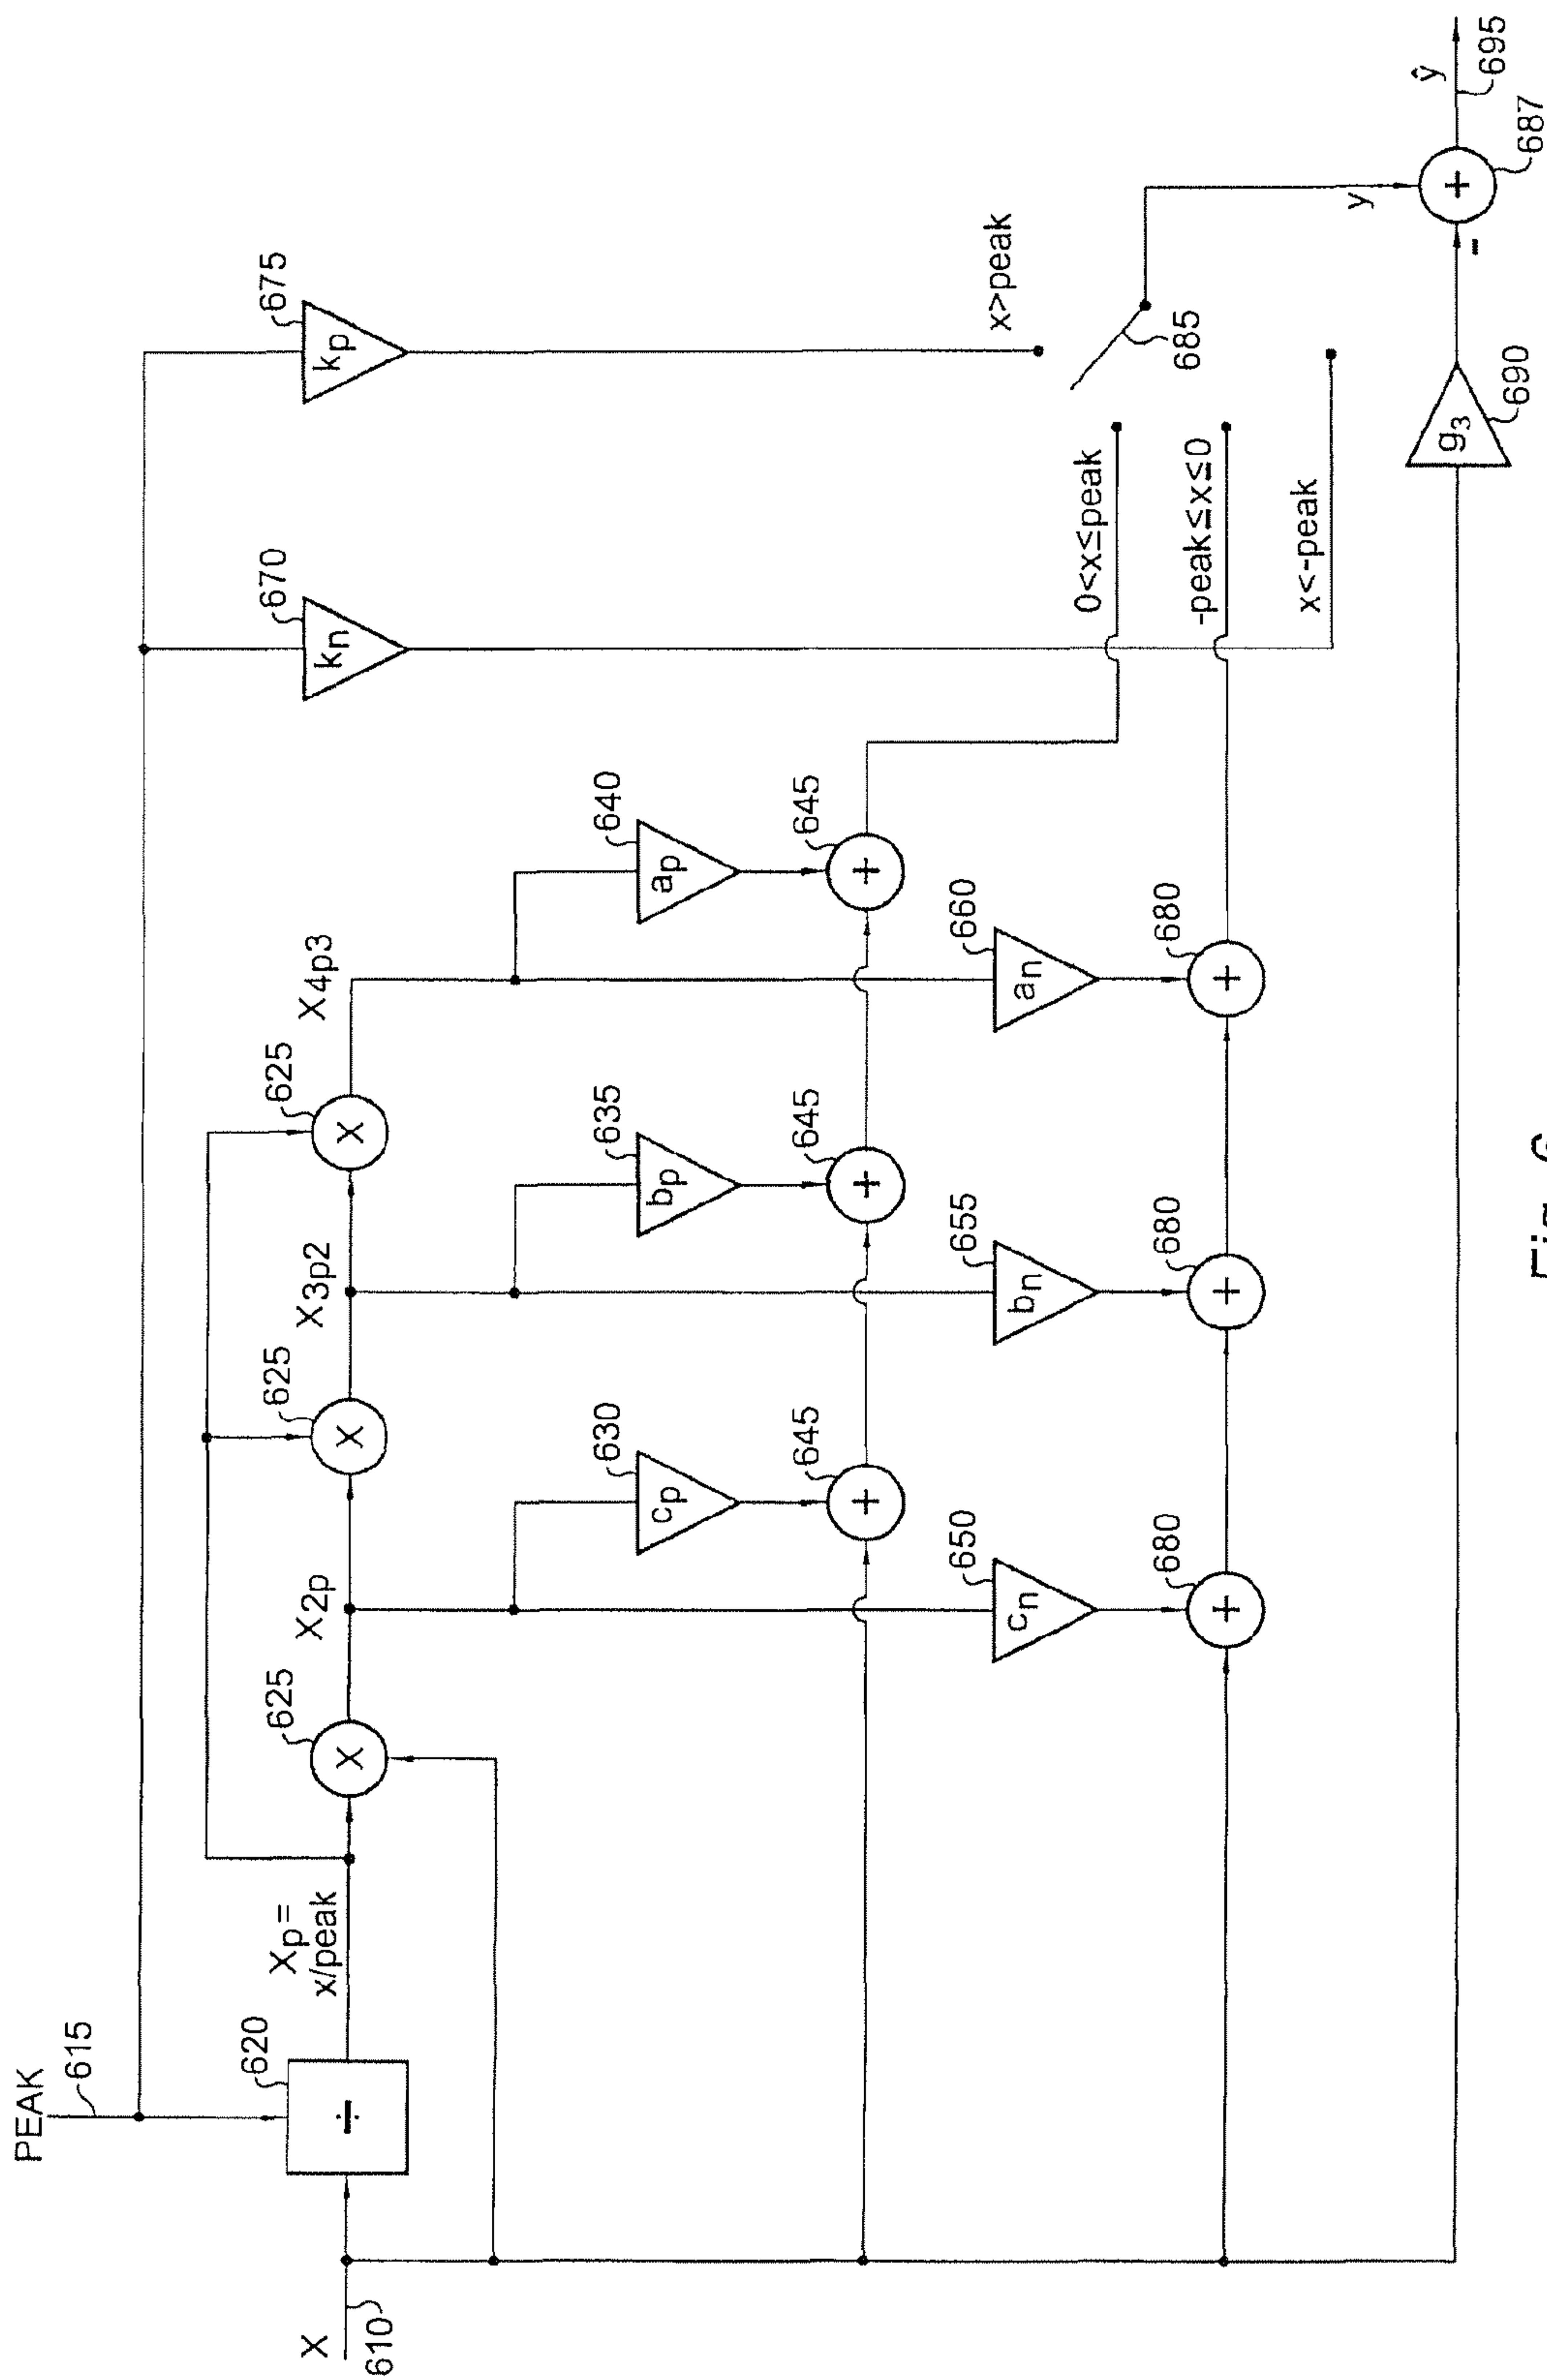 PEAK
615
X
610
620
÷
Xp=
x/peak
625
X
X2p
625
X
X3p2
625
X
X4p3
630
cp
635
bp
640
ap
645
+
645
+
645
+
650
cn
655
bn
660
an
680
+
680
+
680
+
670
kn
675
kp
x>peak
0<x≤peak
-peak≤x≤0
x<-peak
685
y
g3
690
-
+
687
ŷ
695